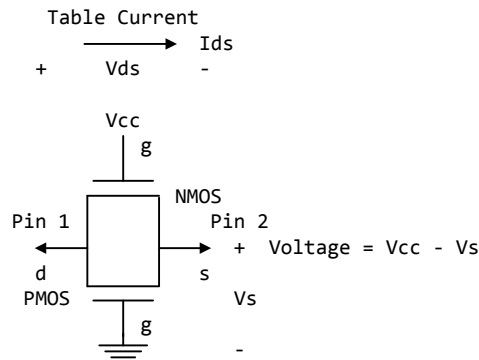 Table Current
Ids
+ Vds -
Vcc
g
NMOS
Pin 1 Pin 2
+ Voltage = Vcc - Vs
d s
PMOS Vs
g
-